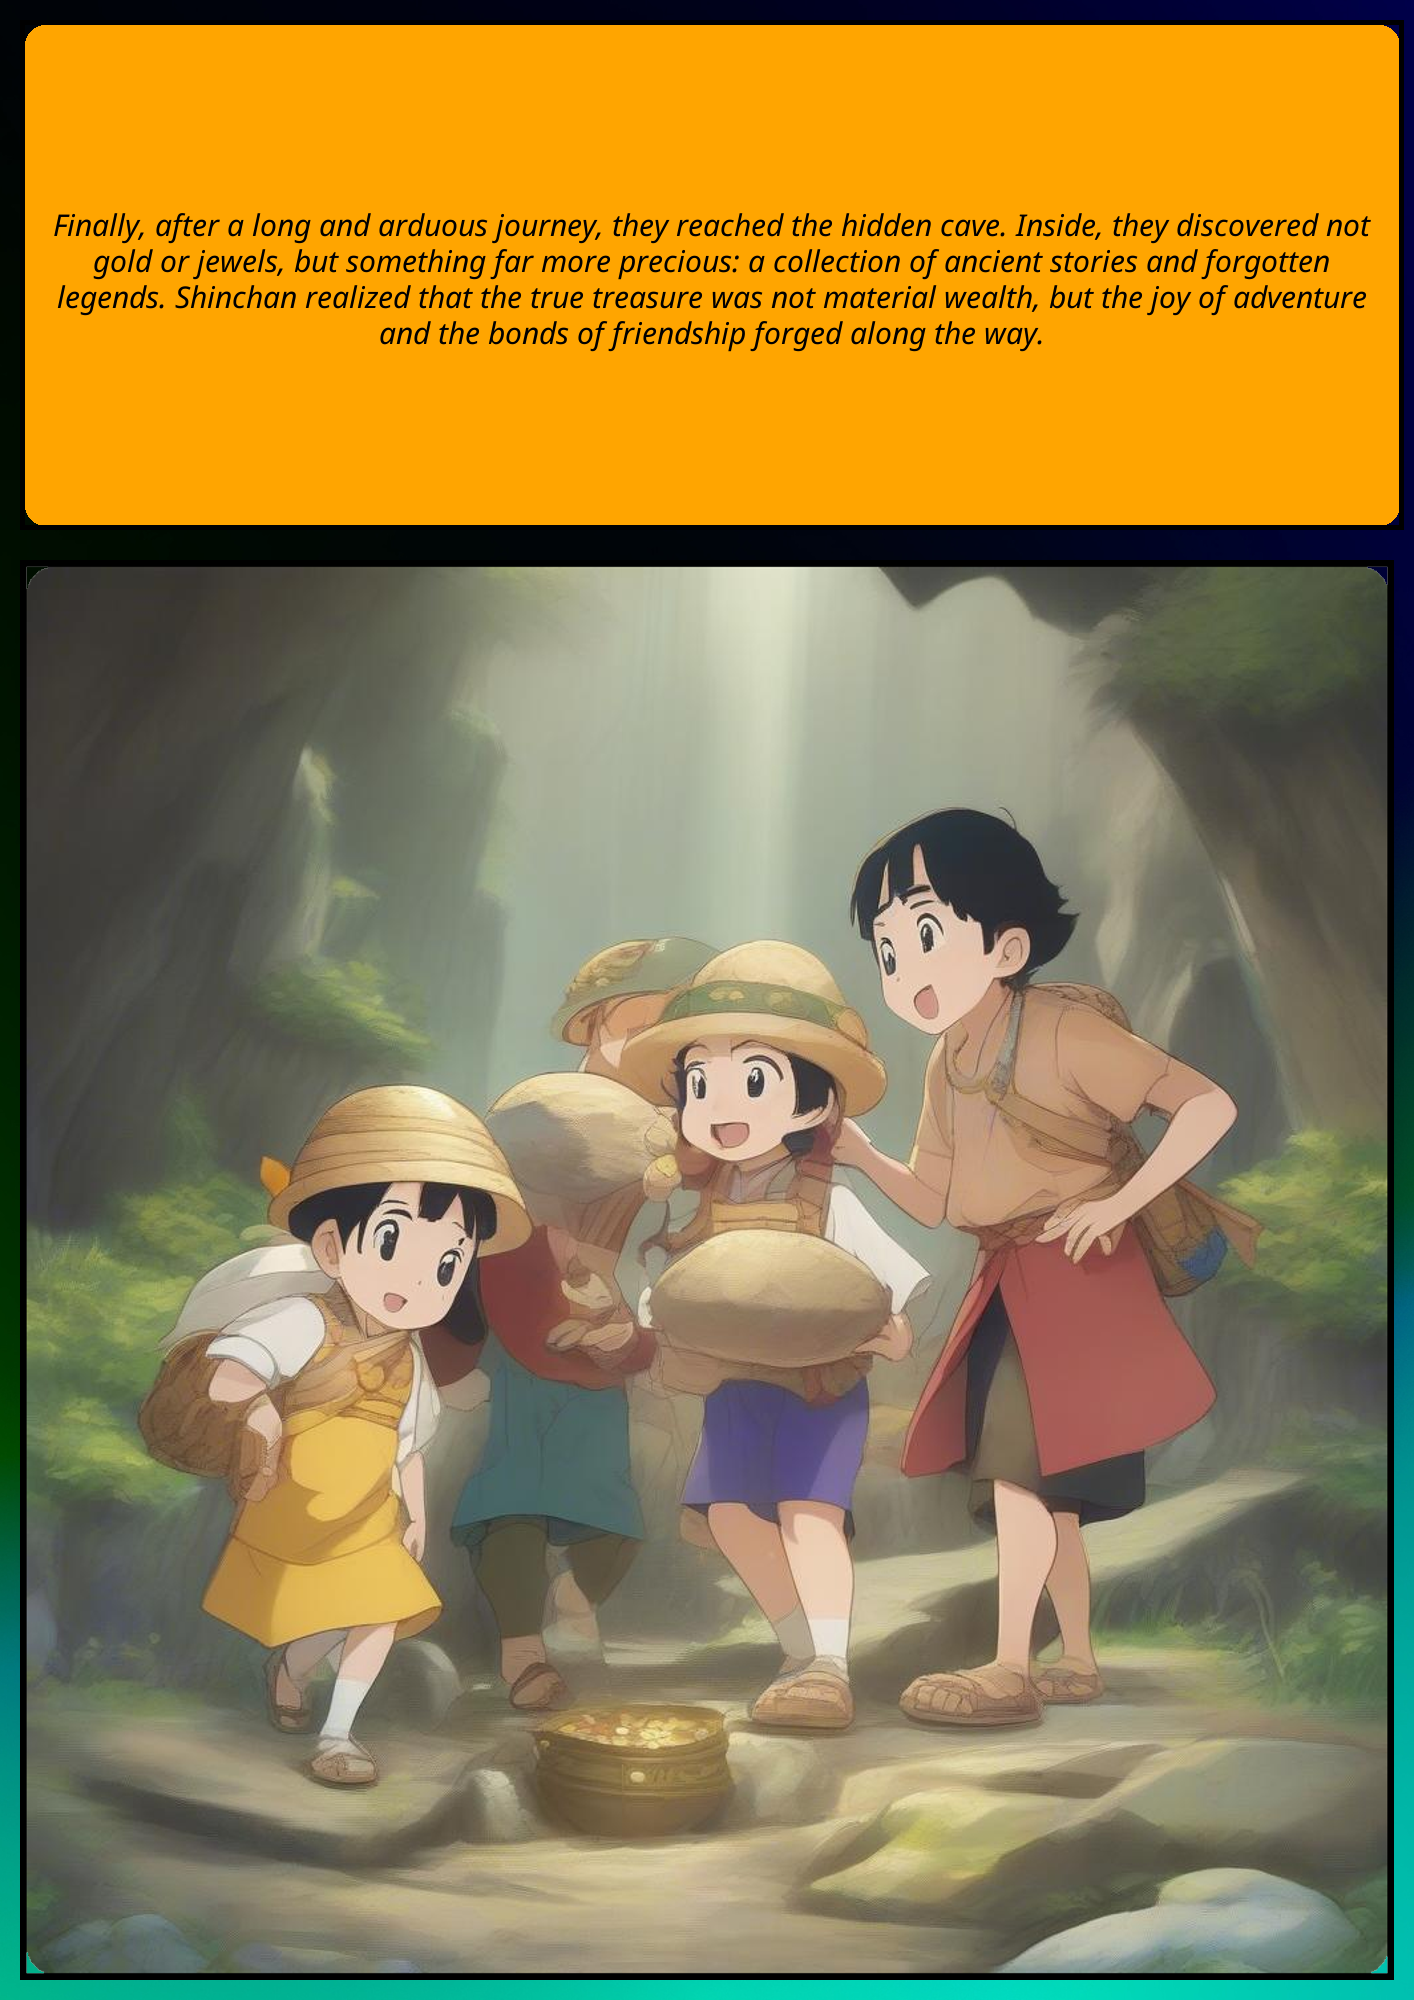 Finally, after a long and arduous journey, they reached the hidden cave. Inside, they discovered not
gold or jewels, but something far more precious: a collection of ancient stories and forgotten
legends. Shinchan realized that the true treasure was not material wealth, but the joy of adventure
and the bonds of friendship forged along the way.